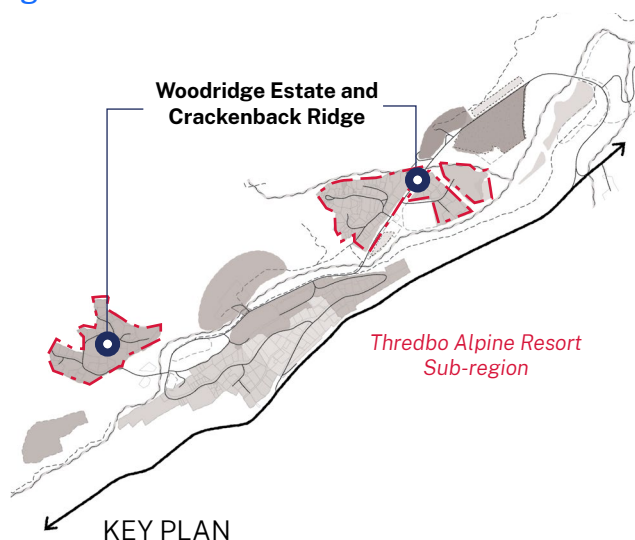 Woodridge Estate and
Crackenback Ridge
Thredbo Alpine Resort
Sub-region
KEY PLAN